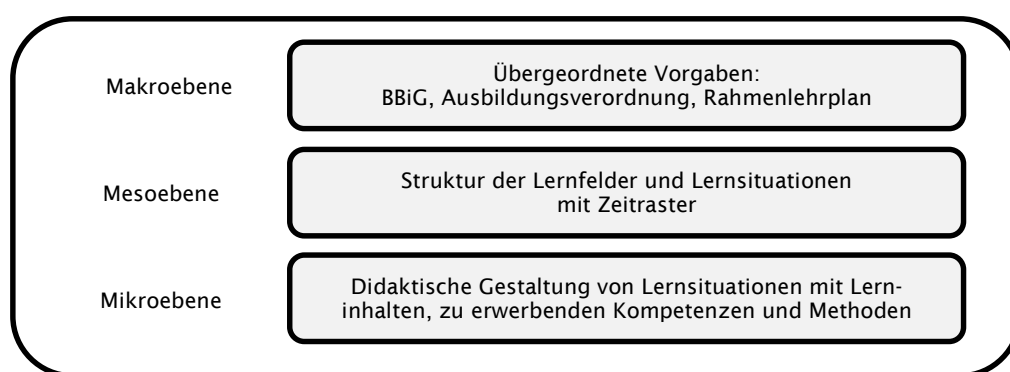 Makroebene
Übergeordnete Vorgaben:
BBiG, Ausbildungsverordnung, Rahmenlehrplan
Mesoebene
Struktur der Lernfelder und Lernsituationen
mit Zeitraster
Mikroebene
Didaktische Gestaltung von Lernsituationen mit Lern-
inhalten, zu erwerbenden Kompetenzen und Methoden